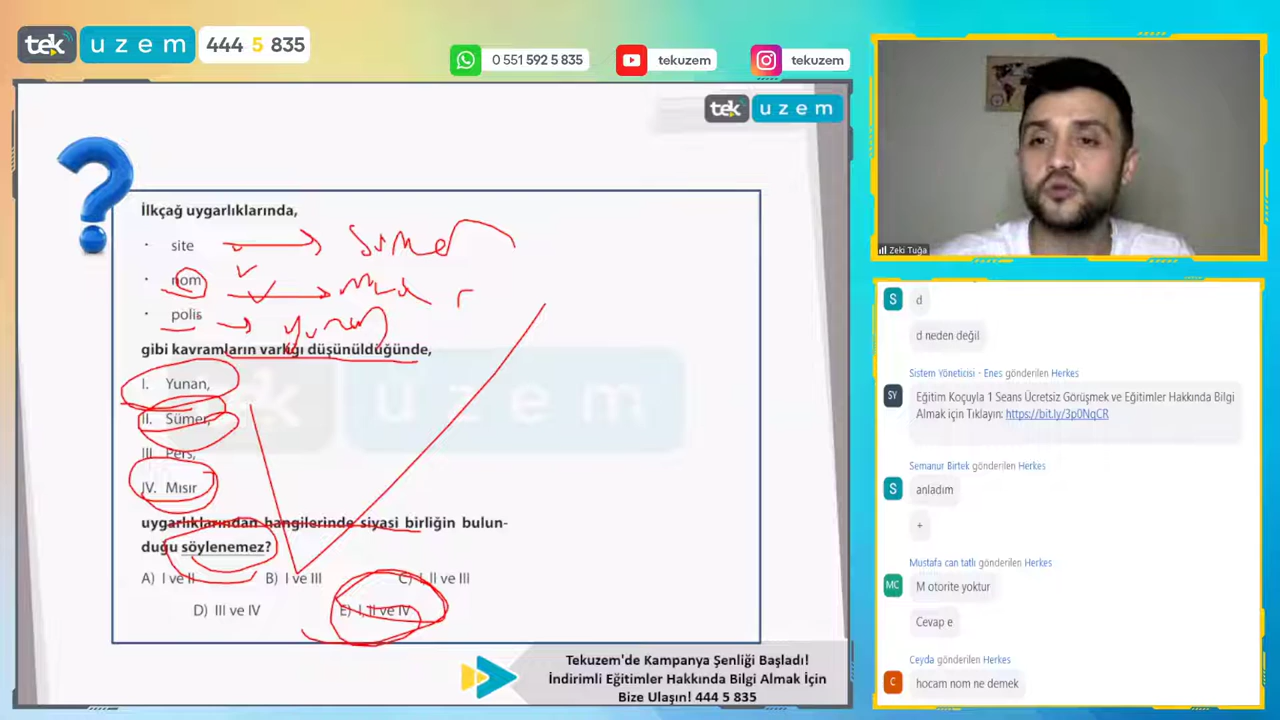 tek uzem 444 5 835
0 551 592 5 835 tekuzem tekuzem
tek uzem
İlkçağ uygarlıklarında,
· site → Sümer
· nom → Mısır
· polis → yunan
gibi kavramların varlığı düşünüldüğünde,
I. Yunan,
II. Sümer,
III. Pers,
IV. Mısır
uygarlıklarından hangilerinde siyasi birliğin bulun-
duğu söylenemez?
A) I ve II B) I ve III C) I, II ve III
D) III ve IV E) I, II ve IV
Tekuzem'de Kampanya Şenliği Başladı!
İndirimli Eğitimler Hakkında Bilgi Almak İçin
Bize Ulaşın! 444 5 835
Zeki Tuğa
S d
d neden değil
Sistem Yöneticisi - Enes gönderilen Herkes
SY Eğitim Koçuyla 1 Seans Ücretsiz Görüşmek ve Eğitimler Hakkında Bilgi
Almak için Tıklayın: https://bit.ly/3p0NqCR
Semanur Birtek gönderilen Herkes
S anladım
+
Mustafa can tatlı gönderilen Herkes
MC M otorite yoktur
Cevap e
Ceyda gönderilen Herkes
C hocam nom ne demek